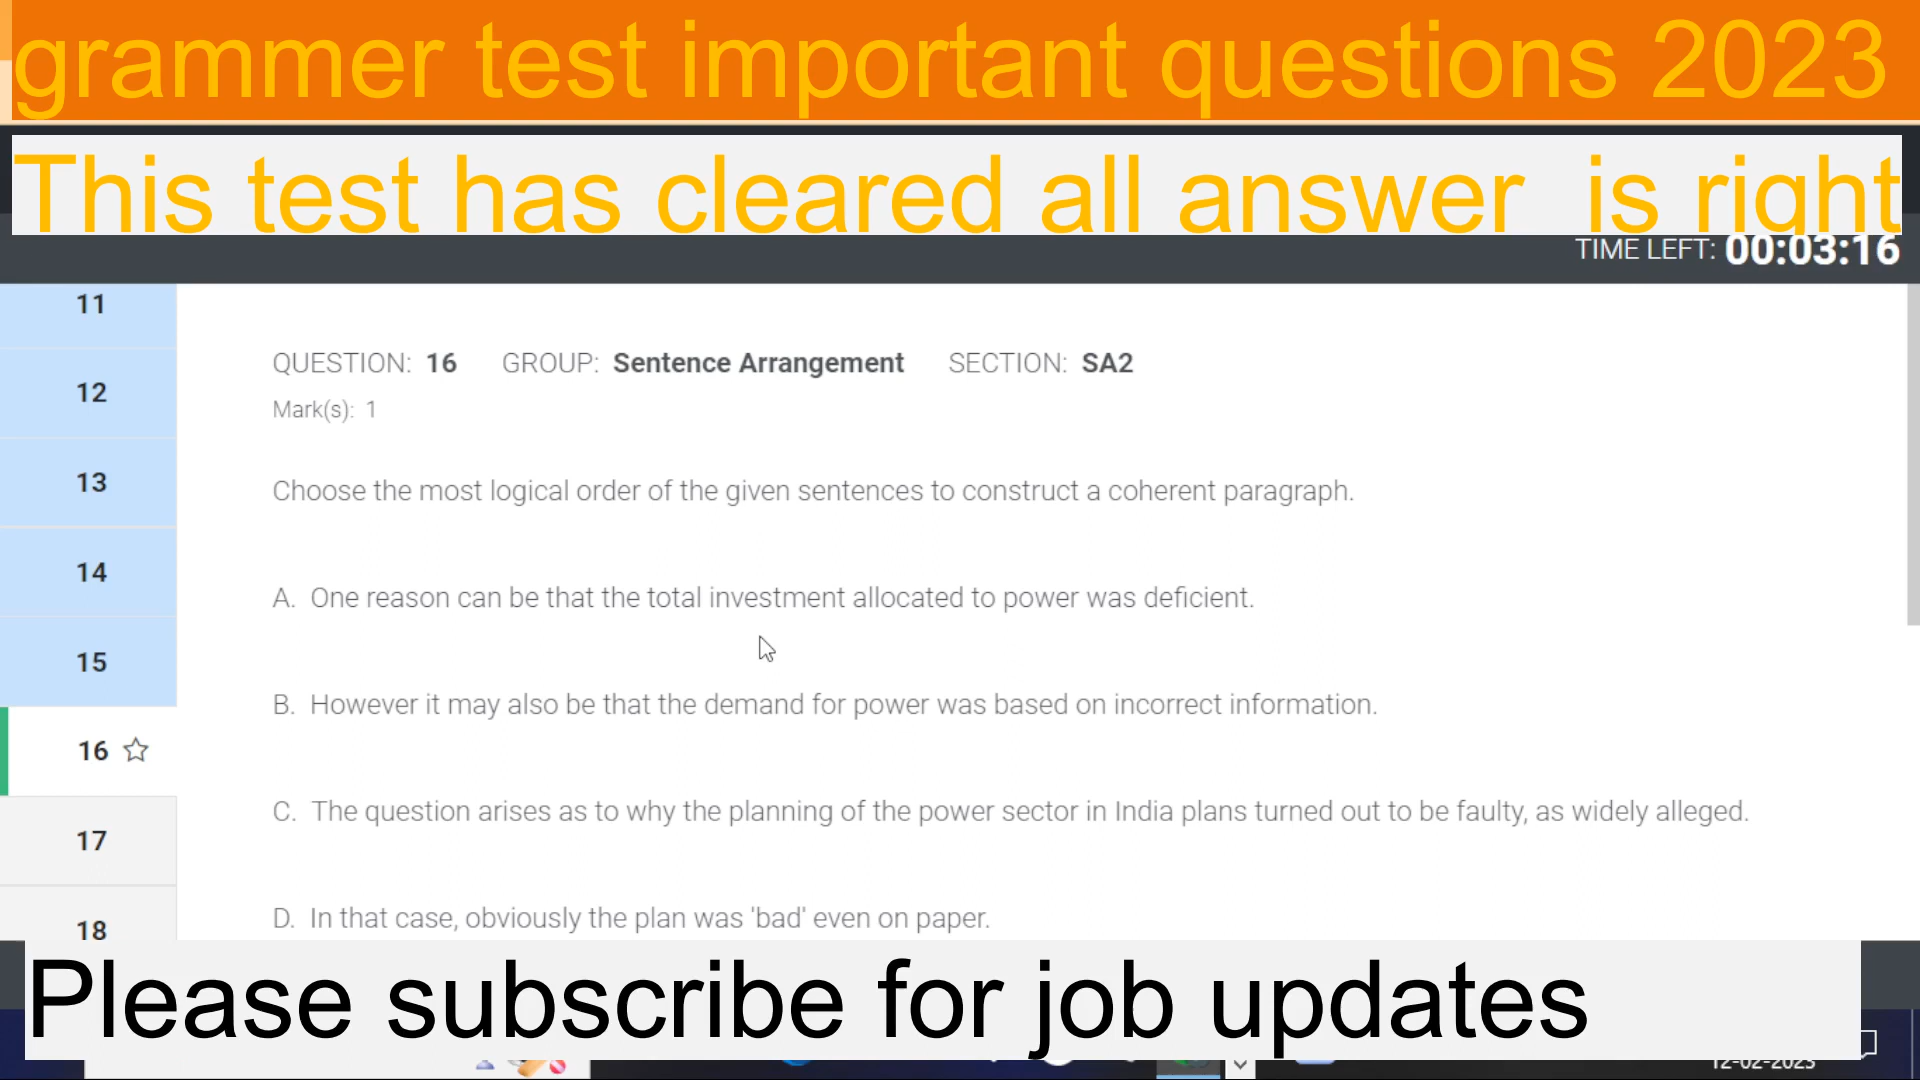 grammer test important questions 2023
This test has cleared all answer is right
TIME LEFT: 00:03:16
11
12
13
14
15
16
17
18
QUESTION: 16 GROUP: Sentence Arrangement SECTION: SA2
Mark(s): 1
Choose the most logical order of the given sentences to construct a coherent paragraph.
A. One reason can be that the total investment allocated to power was deficient.
B. However it may also be that the demand for power was based on incorrect information.
C. The question arises as to why the planning of the power sector in India plans turned out to be faulty, as widely alleged.
D. In that case, obviously the plan was 'bad' even on paper.
Please subscribe for job updates
12-02-2023